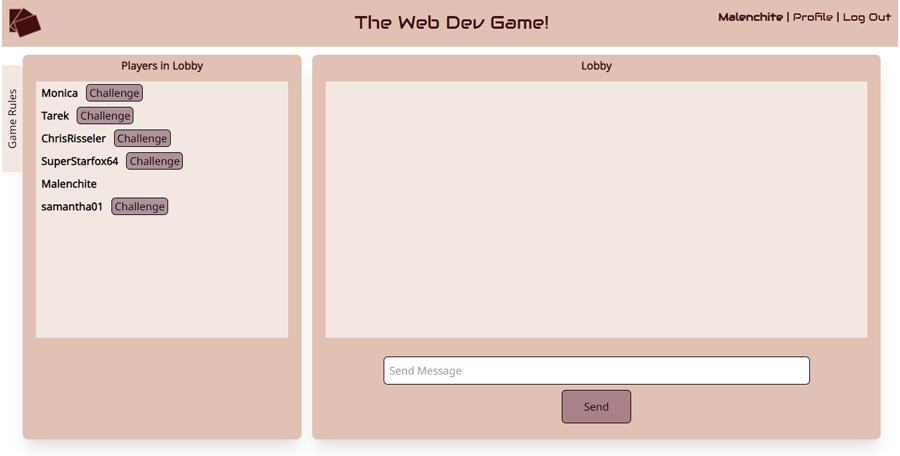 The Web Dev Game!
Malenchite | Profile | Log Out
Game Rules
Players in Lobby
Monica Challenge
Tarek Challenge
ChrisRisseler Challenge
SuperStarfox64 Challenge
Malenchite
samantha01 Challenge
Lobby
Send Message
Send